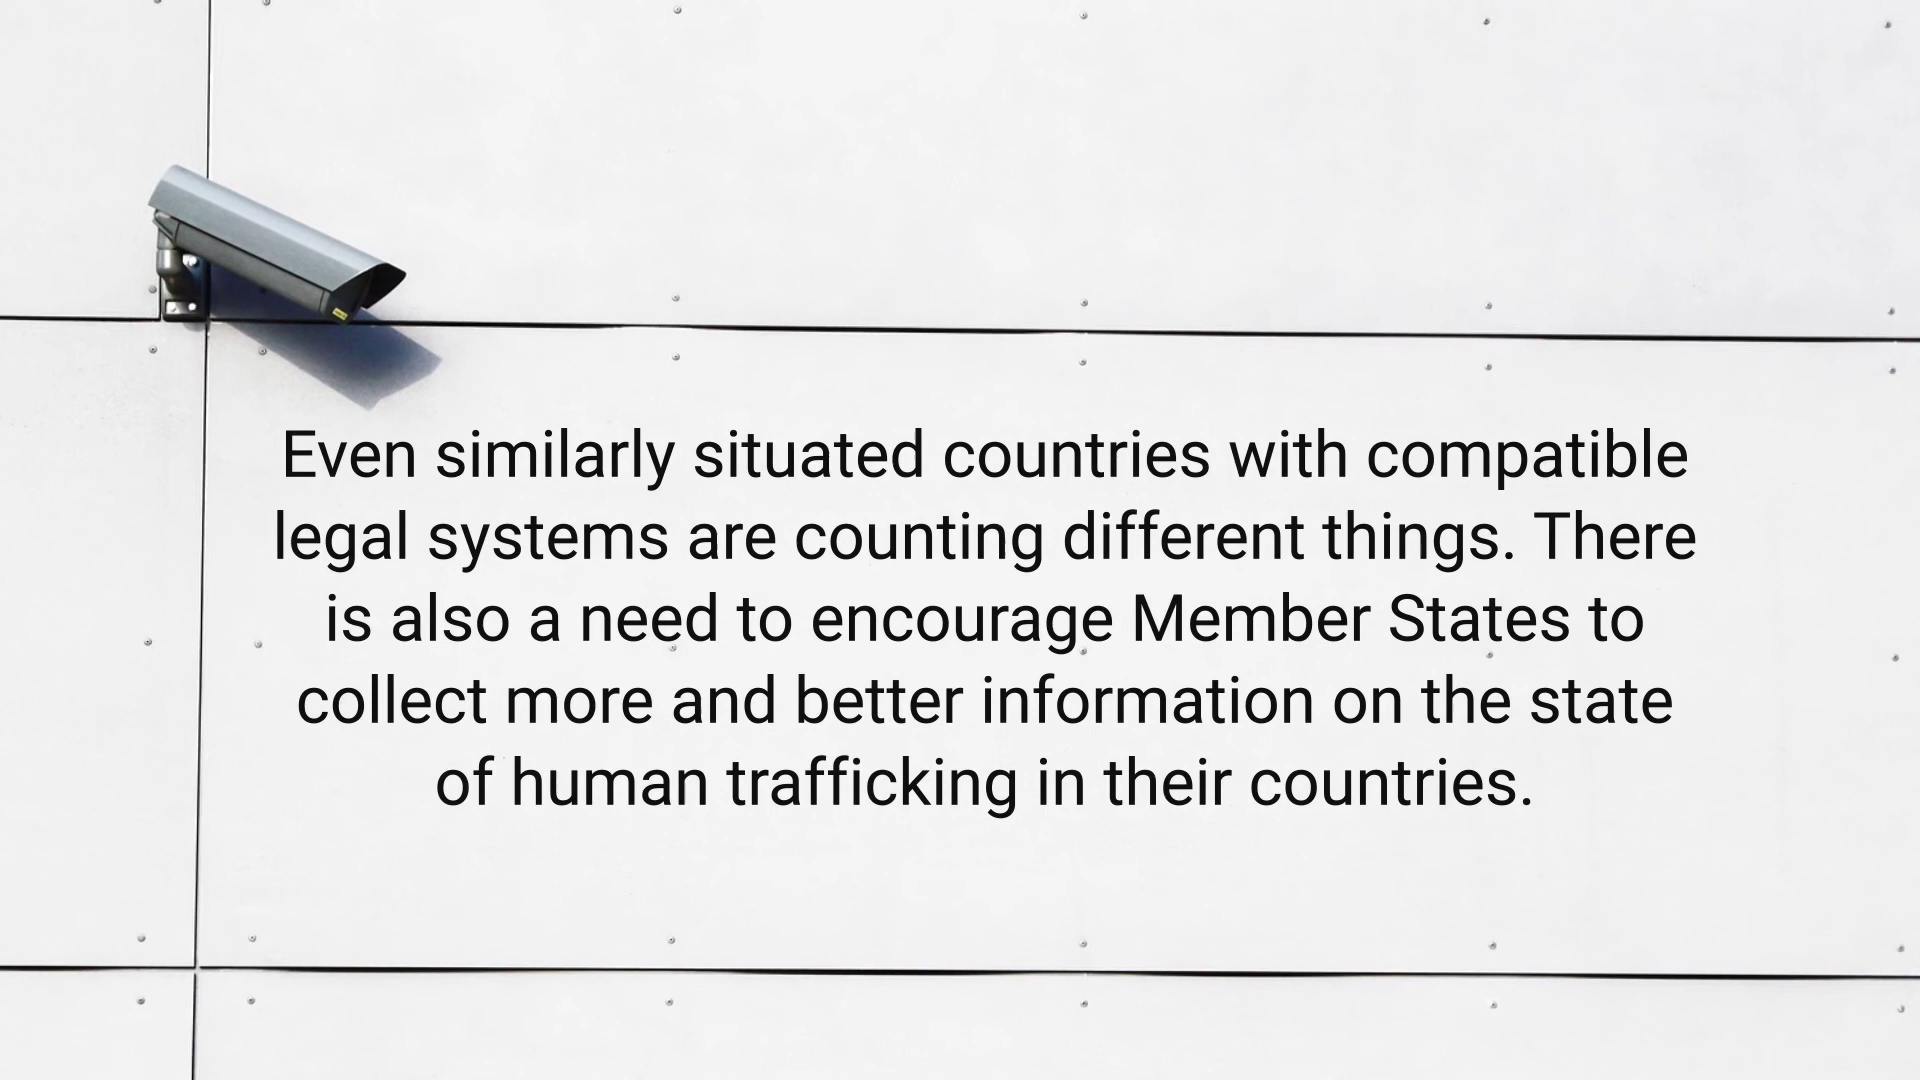 Even similarly situated countries with compatible
legal systems are counting different things. There
is also a need to encourage Member States to
collect more and better information on the state
of human trafficking in their countries.